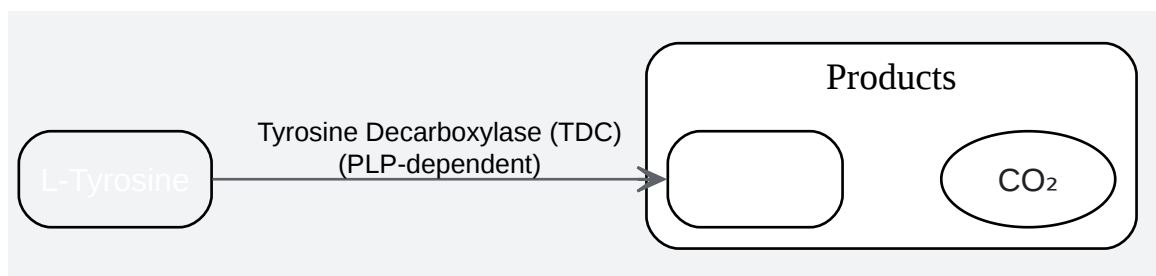 Products
Tyrosine Decarboxylase (TDC)
(PLP-dependent)
L-Tyrosine
CO₂